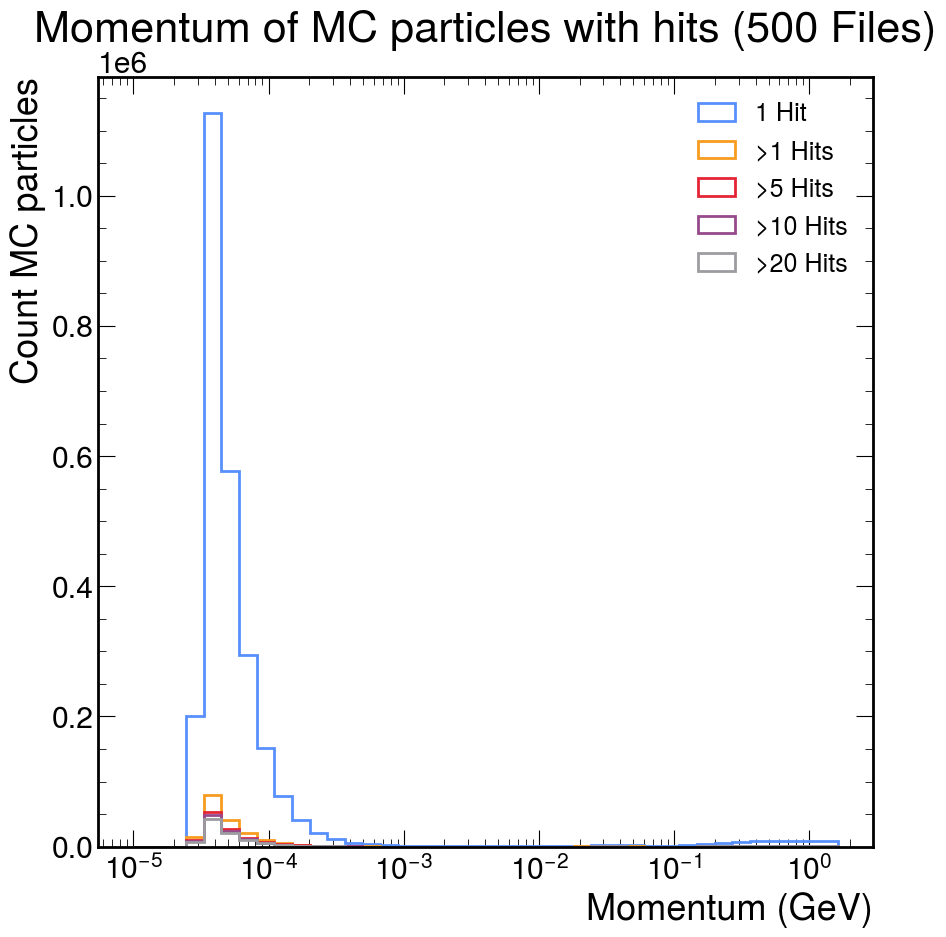 Momentum of MC particles with hits (500 Files)
1e6
Count MC particles
1 Hit
>1 Hits
>5 Hits
>10 Hits
>20 Hits
1.0
0.8
0.6
0.4
0.2
0.0
10⁻⁵ 10⁻⁴ 10⁻³ 10⁻² 10⁻¹ 10⁰
Momentum (GeV)